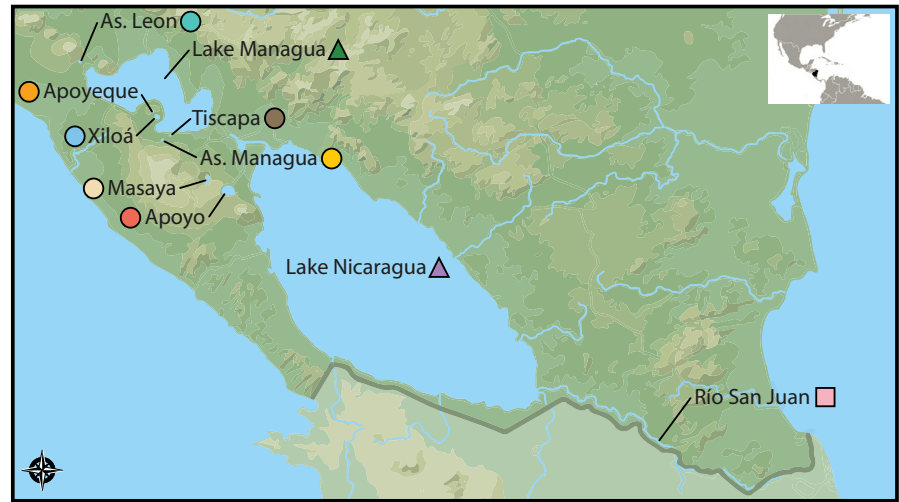 As. Leon
Lake Managua
Apoyeque
Tiscapa
Xiloá
As. Managua
Masaya
Apoyo
Lake Nicaragua
Río San Juan